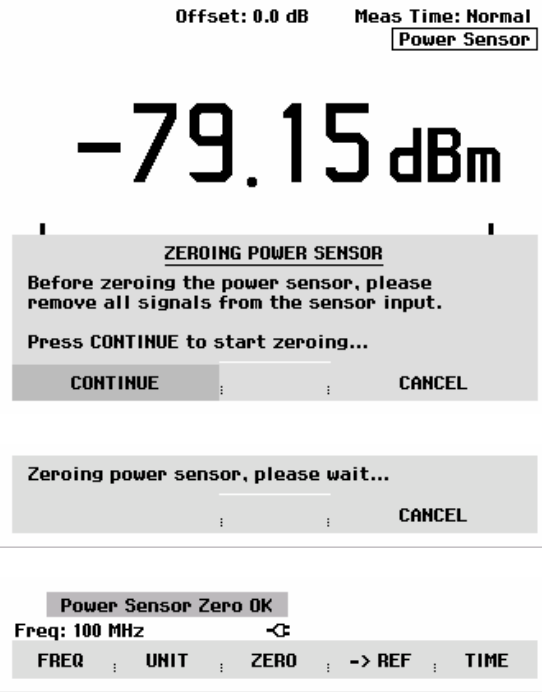 Offset: 0.0 dB Meas Time: Normal
Power Sensor
-79.15 dBm
ZEROING POWER SENSOR
Before zeroing the power sensor, please
remove all signals from the sensor input.
Press CONTINUE to start zeroing...
CONTINUE CANCEL
Zeroing power sensor, please wait...
CANCEL
Power Sensor Zero OK
Freq: 100 MHz
FREQ UNIT ZERO -> REF TIME